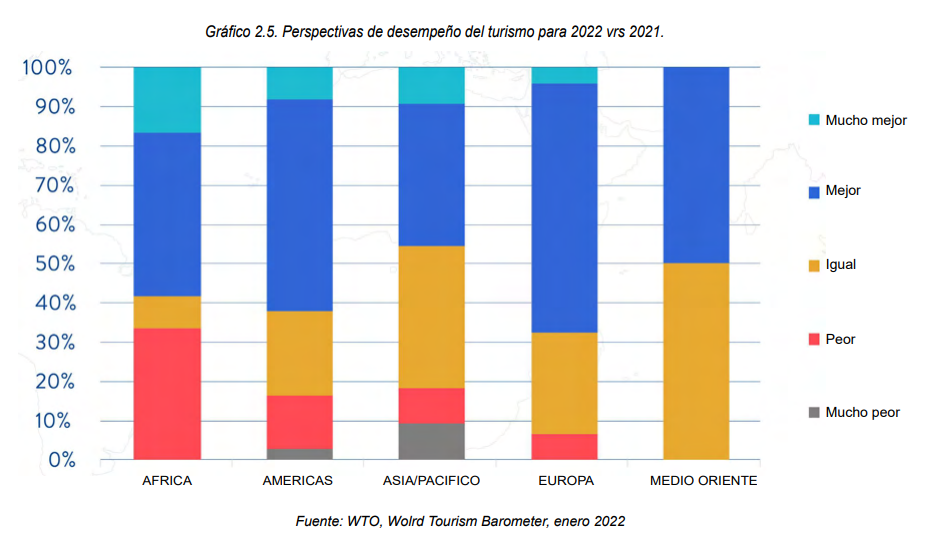 Gráfico 2.5. Perspectivas de desempeño del turismo para 2022 vrs 2021.
100%
90%
80%
70%
60%
50%
40%
30%
20%
10%
0%
AFRICA
AMERICAS
ASIA/PACIFICO
EUROPA
MEDIO ORIENTE
Mucho mejor
Mejor
Igual
Peor
Mucho peor
Fuente: WTO, Wolrd Tourism Barometer, enero 2022